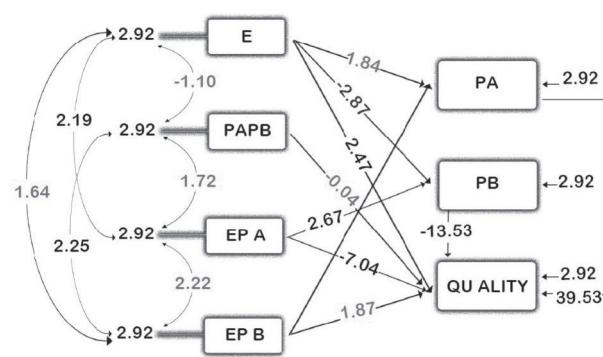 2.92 E
1.84
PA
2.92
-1.10
-2.87
2.19
2.92 PAPB
2.47
1.64
1.72
-0.04
PB
2.92
2.67
-13.53
2.25
2.92 EP A
-7.04
2.22
1.87
QU ALITY
2.92
39.53
2.92 EP B